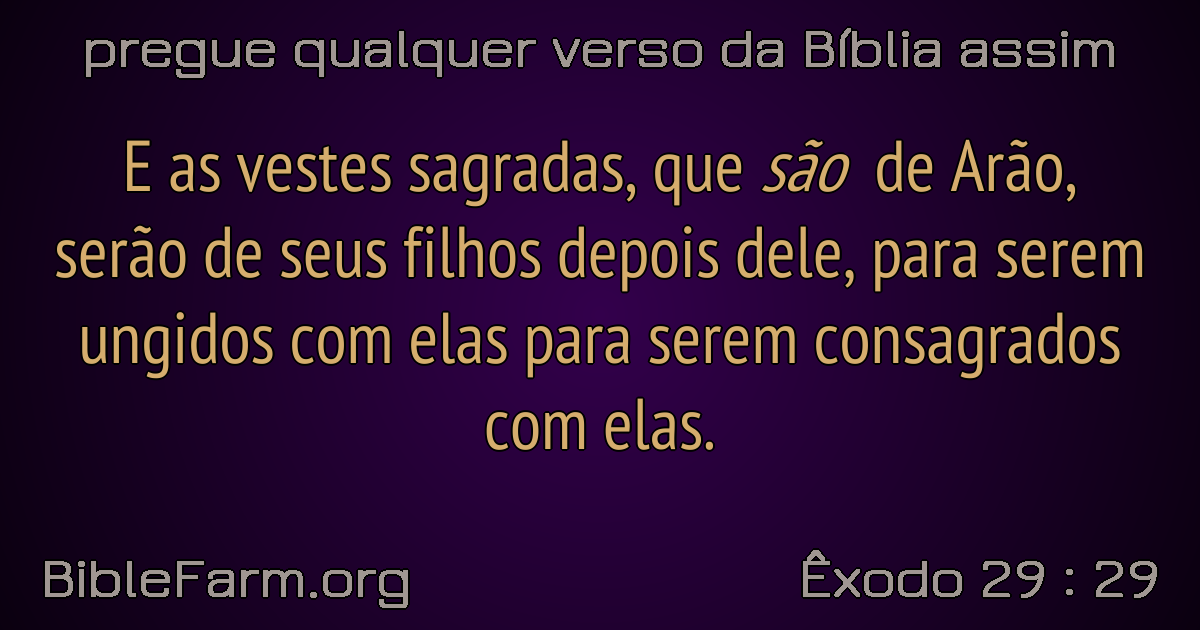 pregue qualquer verso da Bíblia assim
E as vestes sagradas, que são de Arão,
serão de seus filhos depois dele, para serem
ungidos com elas para serem consagrados
com elas.
BibleFarm.org
Êxodo 29 : 29